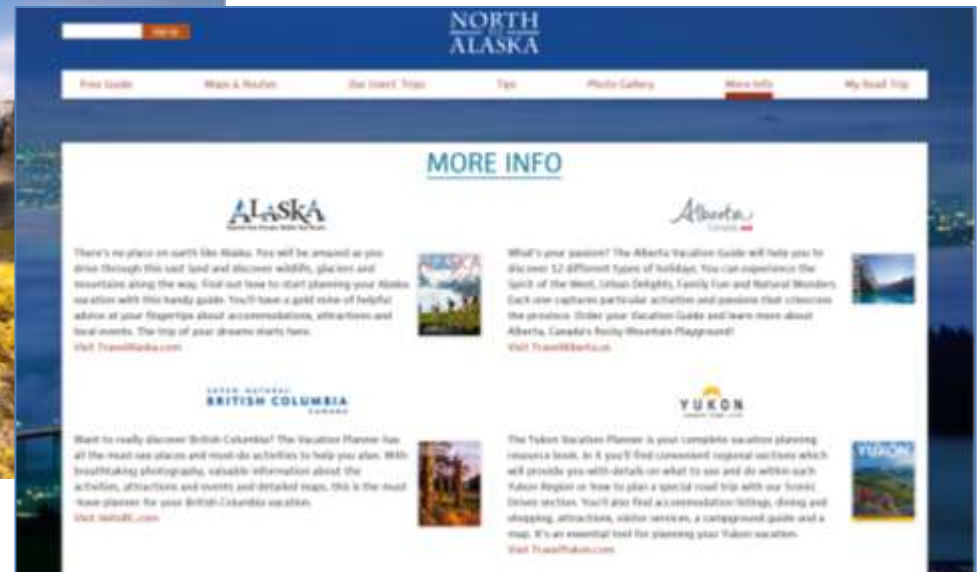 NORTH
TO
ALASKA
Free Guide
Maps & Routes
Our Users' Trips
Tips
Photo Gallery
More Info
My Road Trip
MORE INFO
ALASKA
Alberta
CANADA
There's no place on earth like Alaska. You will be amazed as you
drive through this vast land and discover wildlife, glaciers and
mountains along the way. Find out how to start planning your Alaska
vacation with this handy guide. You'll have a gold mine of helpful
advice at your fingertips about accommodations, attractions and
local events. The trip of your dreams starts here.
Visit TravelAlaska.com
What's your passion? The Alberta Vacation Guide will help you to
discover 12 different types of holidays. You can experience the
Spirit of the West, Urban Delights, Family Fun and Natural Wonders.
Each one captures particular activities and passions that crisscross
the province. Order your Vacation Guide and learn more about
Alberta, Canada's Rocky Mountain Playground!
Visit TravelAlberta.us
SUPER, NATURAL
BRITISH COLUMBIA
CANADA
YUKON
Want to really discover British Columbia? The Vacation Planner has
all the must-see places and must-do activities to help you plan. With
breathtaking photography, valuable information about the
activities, attractions and events and detailed maps, this is the must
-have planner for your British Columbia vacation.
Visit HelloBC.com
The Yukon Vacation Planner is your complete vacation planning
resource book. In it you'll find convenient regional sections which
will provide you with details on what to see and do within each
Yukon Region or how to plan a special road trip with our Scenic
Drives section. You'll also find accommodation listings, dining and
shopping, attractions, visitor services, a campground guide and a
map. It's an essential tool for planning your Yukon vacation.
Visit TravelYukon.com
YUKON